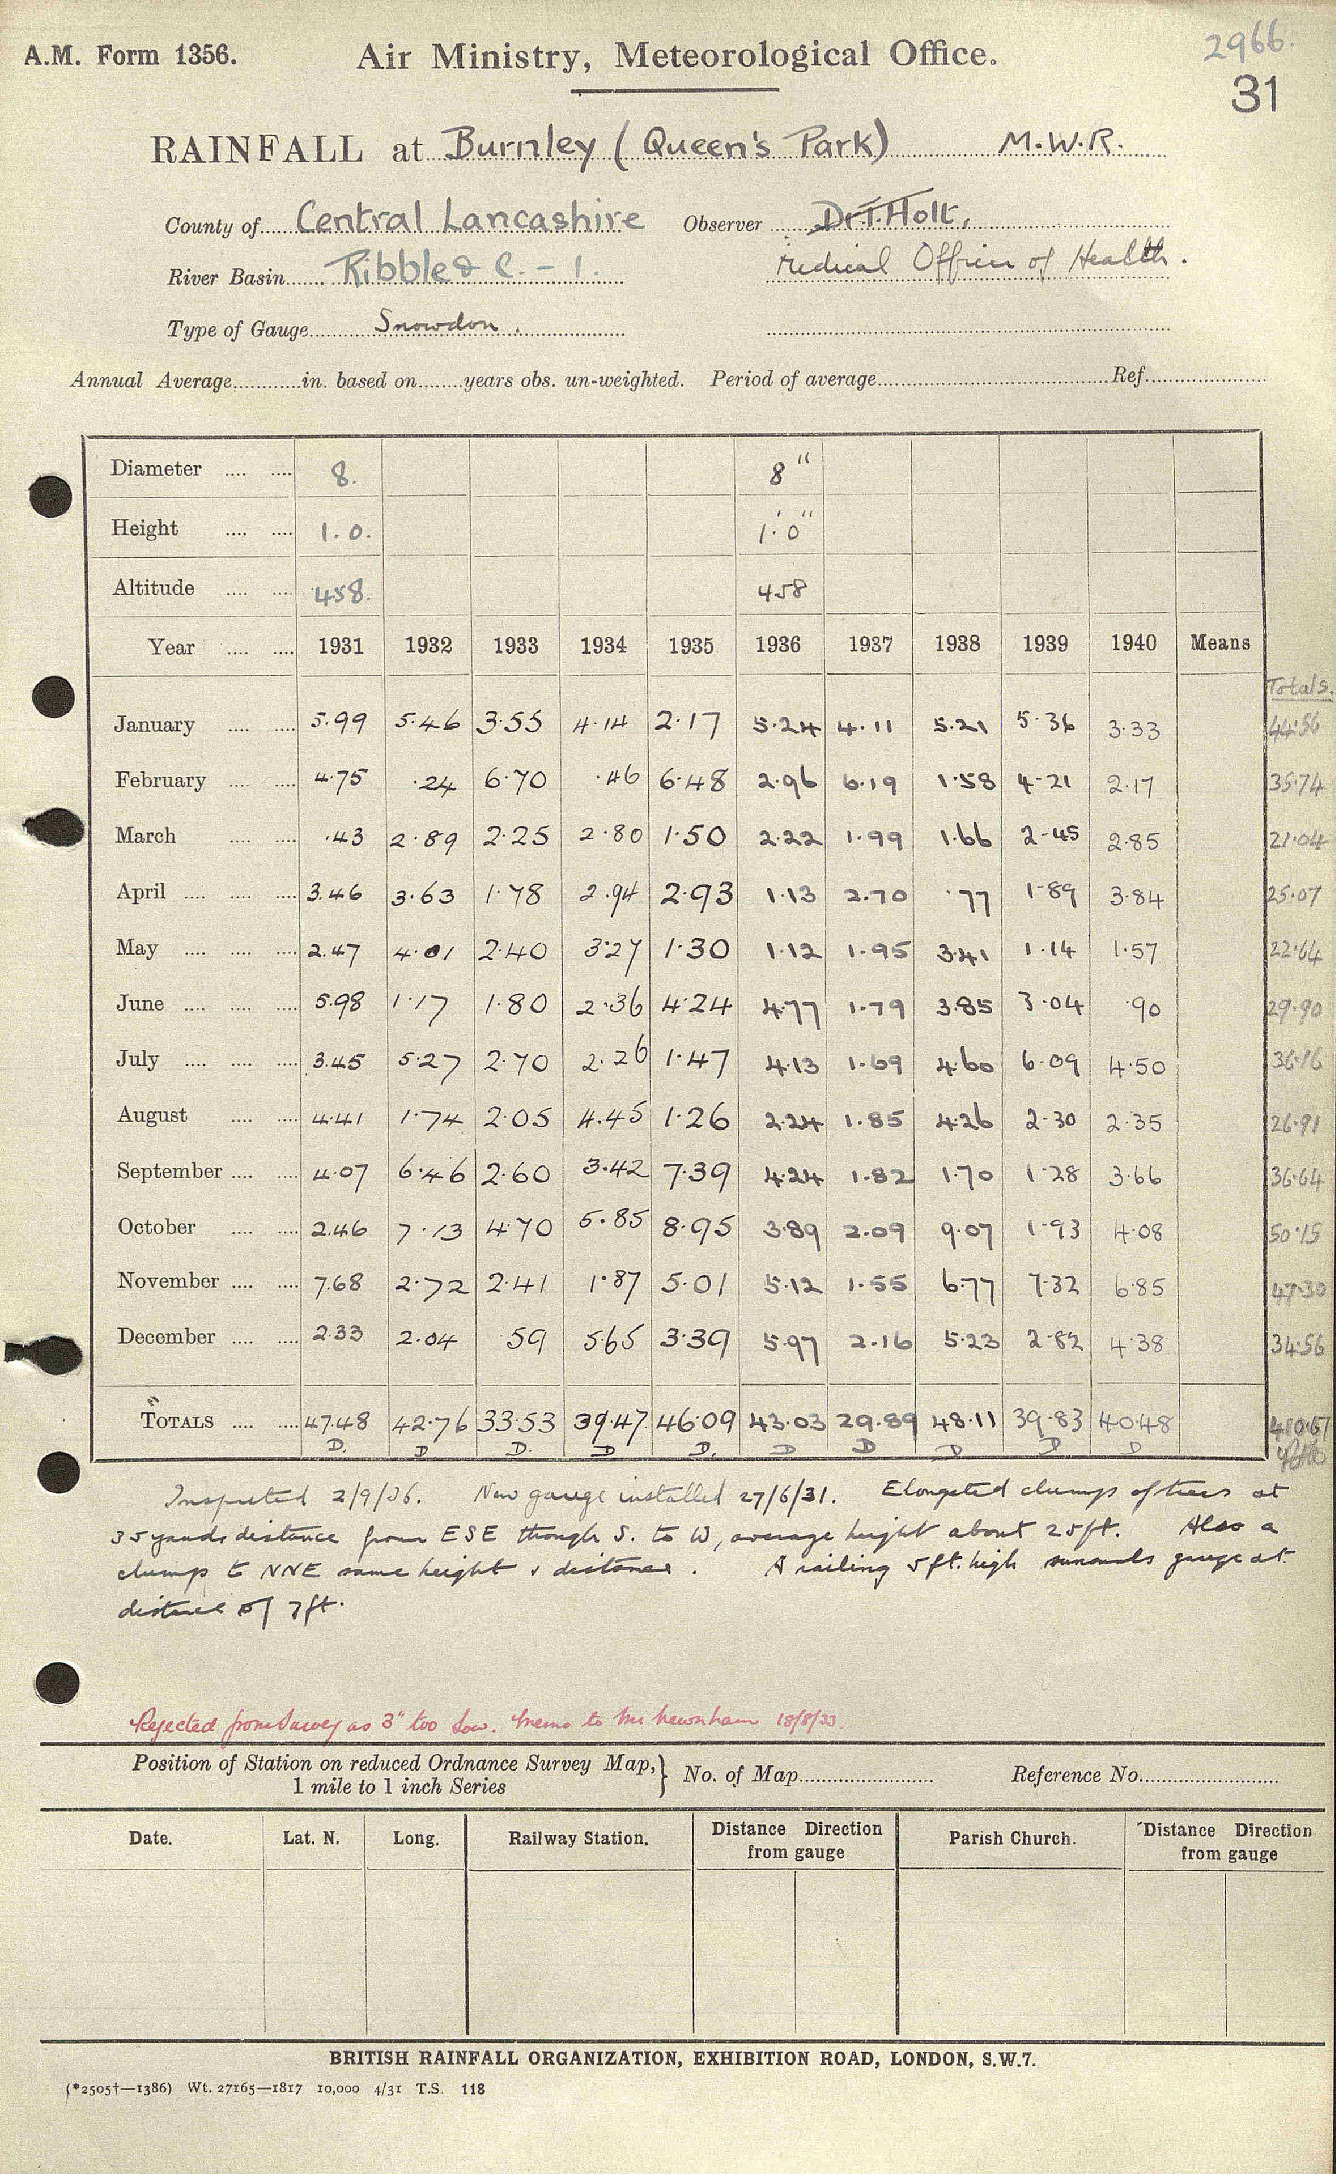 A.M. Form 1356. Air Ministry, Meteorological Office. 2966.
31
RAINFALL at Burnley (Queen's Park) M.W.R.
County of Central Lancashire Observer Dr. T. Holt,
River Basin Ribble & C. - 1. Medical Officer of Health.
Type of Gauge Snowdon.
Annual Average in. based on years obs. un-weighted. Period of average Ref.
Diameter 8. 8"
Height 1.0. 1'.0"
Altitude 458. 458
Year 1931 1932 1933 1934 1935 1936 1937 1938 1939 1940 Means
Totals.
January 5.99 5.46 3.55 4.14 2.17 5.24 4.11 5.21 5.36 3.33 44.56
February 4.75 .24 6.70 .46 6.48 2.96 6.19 1.58 4.21 2.17 35.74
March .43 2.89 2.25 2.80 1.50 2.22 1.99 1.66 2.45 2.85 21.04
April 3.46 3.63 1.78 2.94 2.93 1.13 2.70 .77 1.89 3.84 25.07
May 2.47 4.01 2.40 3.27 1.30 1.12 1.95 3.41 1.14 1.57 22.64
June 5.98 1.17 1.80 2.36 4.24 4.77 1.79 3.85 3.04 .90 29.90
July 3.45 5.27 2.70 2.26 1.47 4.13 1.69 4.60 6.09 4.50 36.16
August 4.41 1.74 2.05 4.45 1.26 2.24 1.85 4.26 2.30 2.35 26.91
September 4.07 6.46 2.60 3.42 7.39 4.24 1.82 1.70 1.28 3.66 36.64
October 2.46 7.13 4.70 5.85 8.95 3.89 2.09 9.07 1.93 4.08 50.15
November 7.68 2.72 2.41 1.87 5.01 5.12 1.55 6.77 7.32 6.85 47.30
December 2.33 2.04 .59 5.65 3.39 5.97 2.16 5.23 2.82 4.38 34.56
TOTALS 47.48 42.76 33.53 39.47 46.09 43.03 29.89 48.11 39.83 40.48 410.67
D. D D. D D. D D D D D
Inspected 2/9/36. New gauge installed 27/6/31. Elongated clumps of trees at
35 yards distance from ESE through S. to W, average height about 25ft. Also a
clump to NNE same height & distance. A railing 5ft. high surrounds gauge at
distance of 7ft.
Rejected from Survey as 3" too low. Memo to Mr Newnham 18/8/33.
Position of Station on reduced Ordnance Survey Map, } No. of Map Reference No.
1 mile to 1 inch Series
Date. Lat. N. Long. Railway Station. Distance Direction from gauge Parish Church. Distance Direction from gauge
BRITISH RAINFALL ORGANIZATION, EXHIBITION ROAD, LONDON, S.W.7.
(*2505†—1386) Wt. 27165—1817 10,000 4/31 T.S. 118